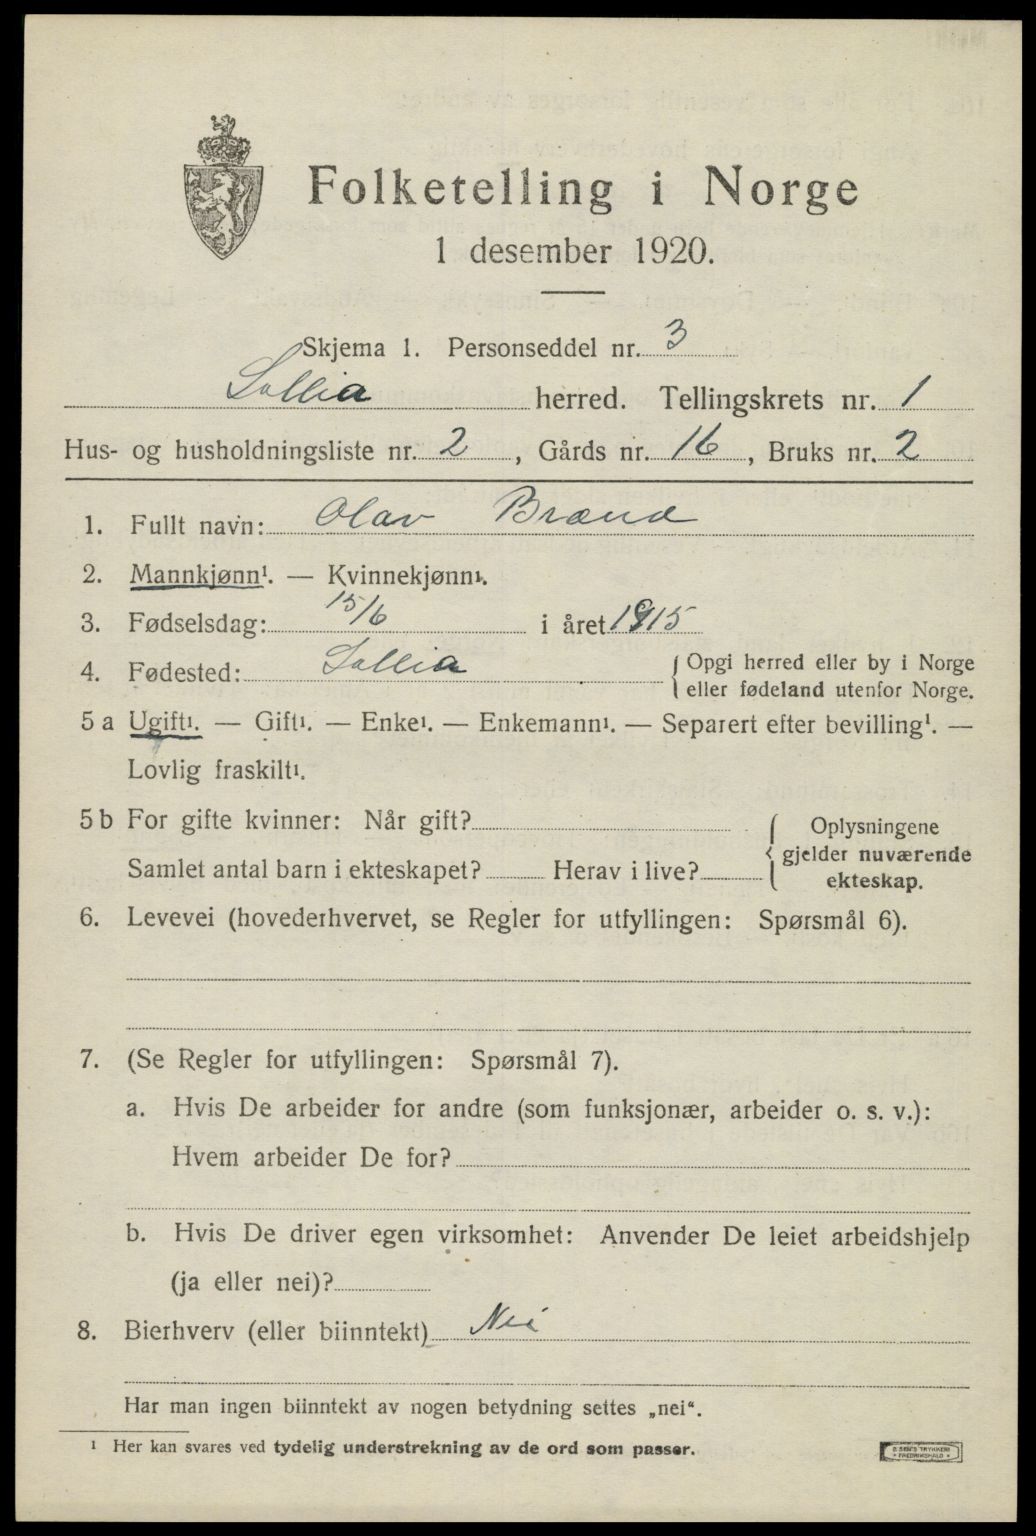 Folketelling i Norge
1 desember 1920.
Skjema 1. Personseddel nr. 3
Sollia herred. Tellingskrets nr. 1
Hus- og husholdningsliste nr. 2, Gårds nr. 16, Bruks nr. 2
1. Fullt navn: Olav Brænd
2. Mannkjønn¹. — Kvinnekjønn¹.
3. Fødselsdag: 15/6 i året 1915
4. Fødested: Sollia { Opgi herred eller by i Norge
eller fødeland utenfor Norge.
5 a Ugift¹. — Gift¹. — Enke¹. — Enkemann¹. — Separert efter bevilling¹. —
Lovlig fraskilt¹.
5 b For gifte kvinner: Når gift?
Samlet antal barn i ekteskapet? Herav i live?
{ Oplysningene
gjelder nuværende
ekteskap.
6. Levevei (hovederhvervet, se Regler for utfyllingen: Spørsmål 6).
7. (Se Regler for utfyllingen: Spørsmål 7).
a. Hvis De arbeider for andre (som funksjonær, arbeider o. s. v.):
Hvem arbeider De for?
b. Hvis De driver egen virksomhet: Anvender De leiet arbeidshjelp
(ja eller nei)?
8. Bierhverv (eller biinntekt) Nei
Har man ingen biinntekt av nogen betydning settes „nei“.
¹ Her kan svares ved tydelig understrekning av de ord som passer.